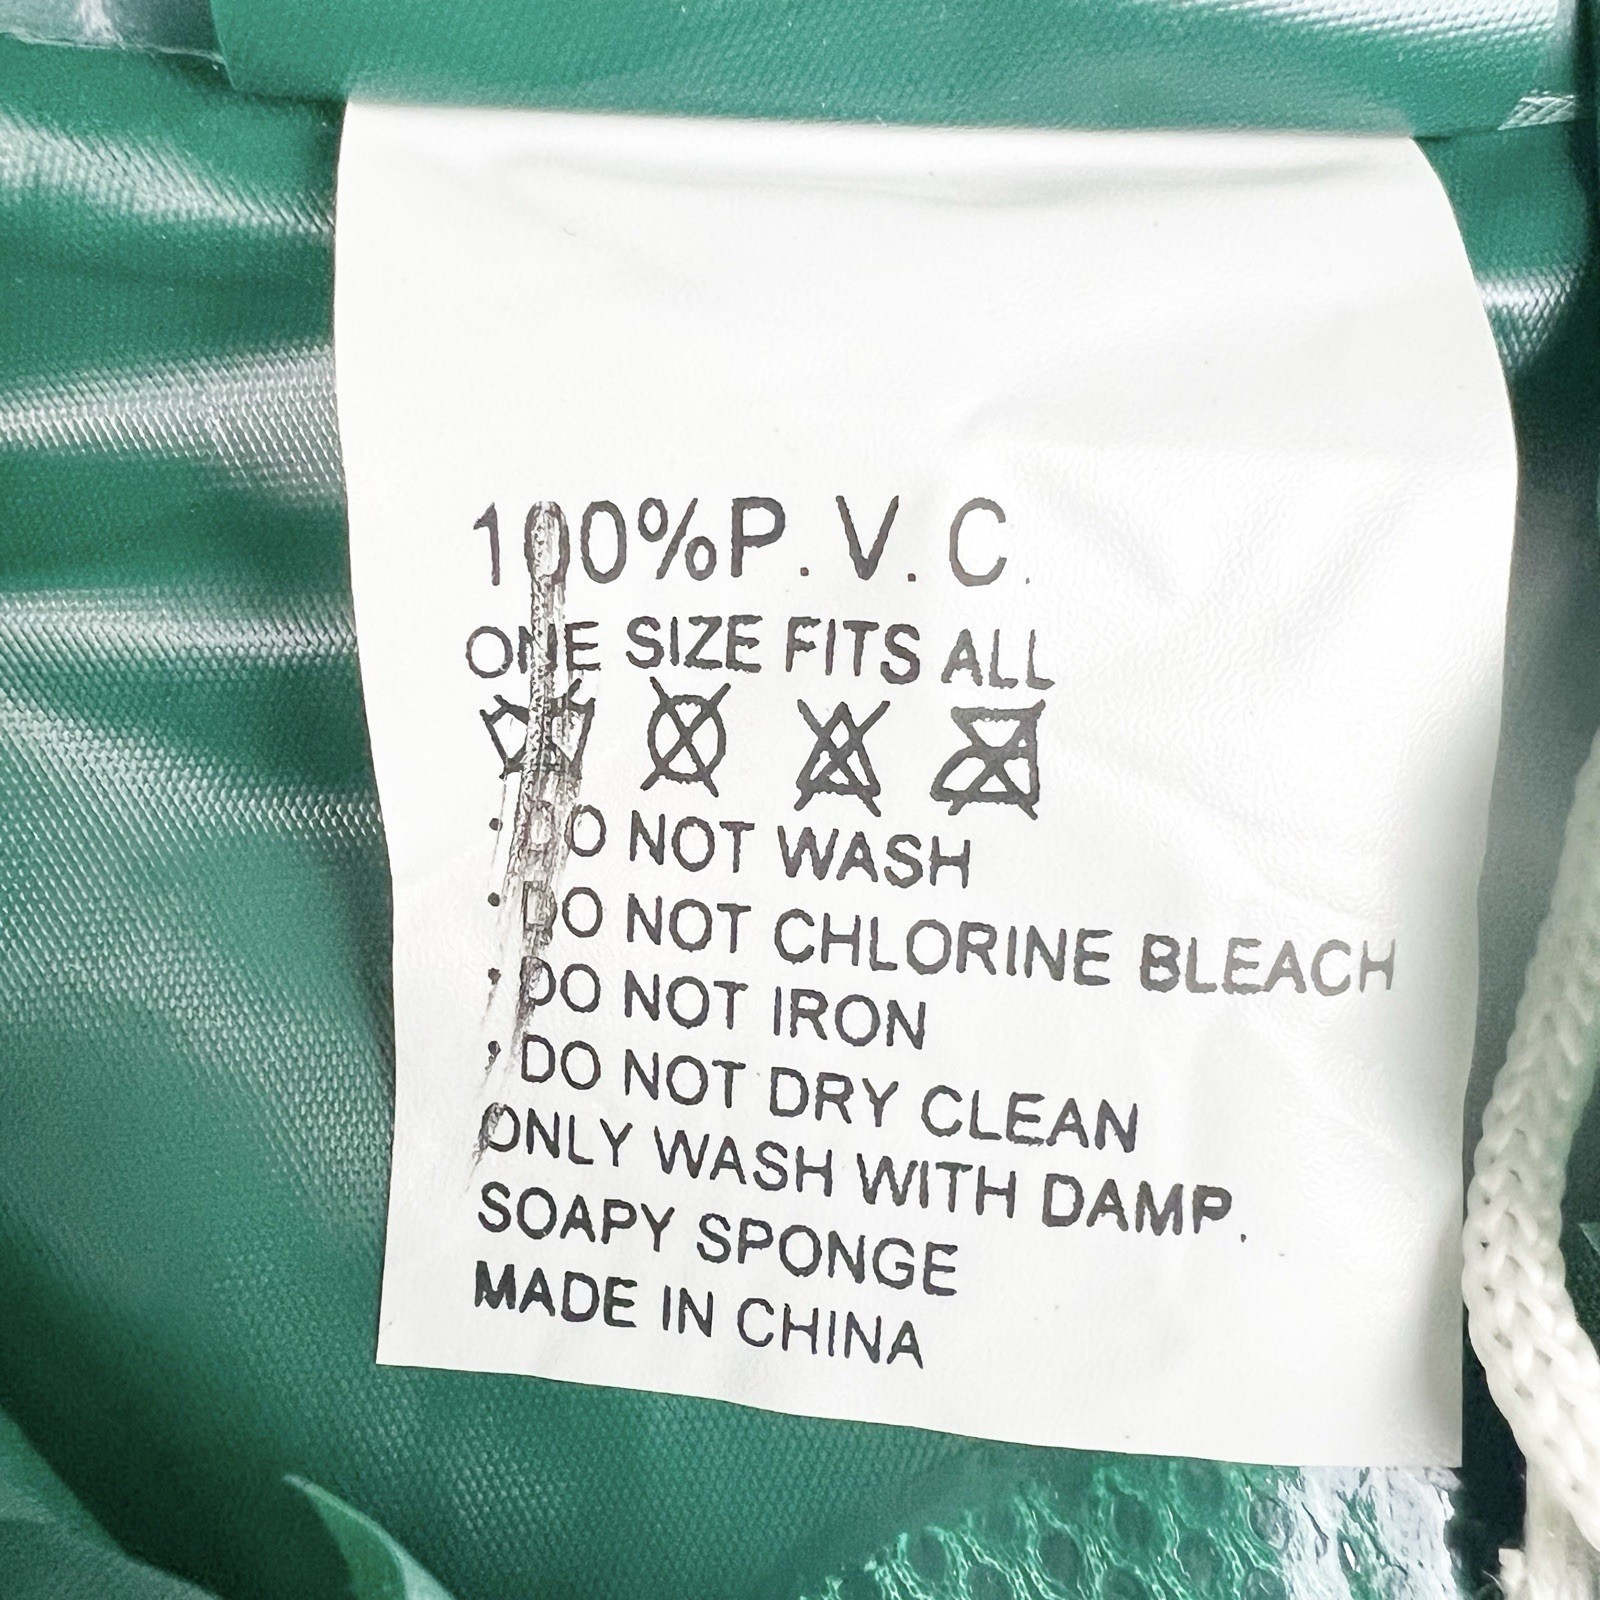 100%P.V.C.
ONE SIZE FITS ALL
· DO NOT WASH
· DO NOT CHLORINE BLEACH
· DO NOT IRON
· DO NOT DRY CLEAN
ONLY WASH WITH DAMP.
SOAPY SPONGE
MADE IN CHINA